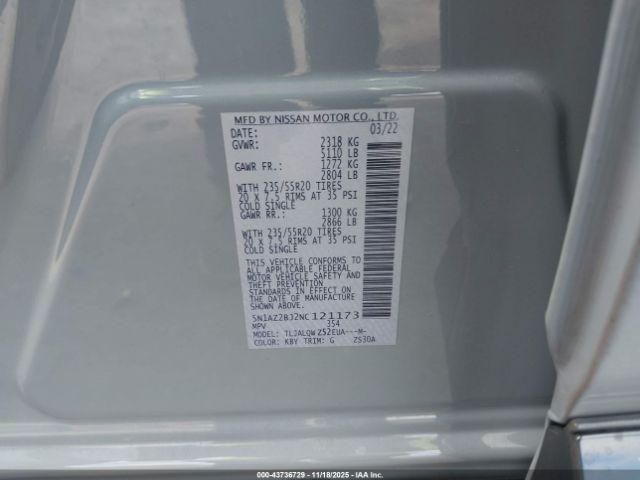 MFD BY NISSAN MOTOR CO., LTD.
DATE: 03/22
GVWR: 2318 KG
5110 LB
GAWR FR.: 1272 KG
2804 LB
WITH 235/55R20 TIRES
20 X 7.5 RIMS AT 35 PSI
COLD SINGLE
GAWR RR.: 1300 KG
2866 LB
WITH 235/55R20 TIRES
20 X 7.5 RIMS AT 35 PSI
COLD SINGLE
THIS VEHICLE CONFORMS TO
ALL APPLICABLE FEDERAL
MOTOR VEHICLE SAFETY AND
THEFT PREVENTION
STANDARDS IN EFFECT ON
THE DATE OF MANUFACTURE
SHOWN ABOVE.
5N1AZ2BJ2NC121173
MPV 354
MODEL: TLJALQWZ52EUA---M-
COLOR: KBY TRIM: G ZS30A
00-43736729 - 11/18/2025 - IAA Inc.